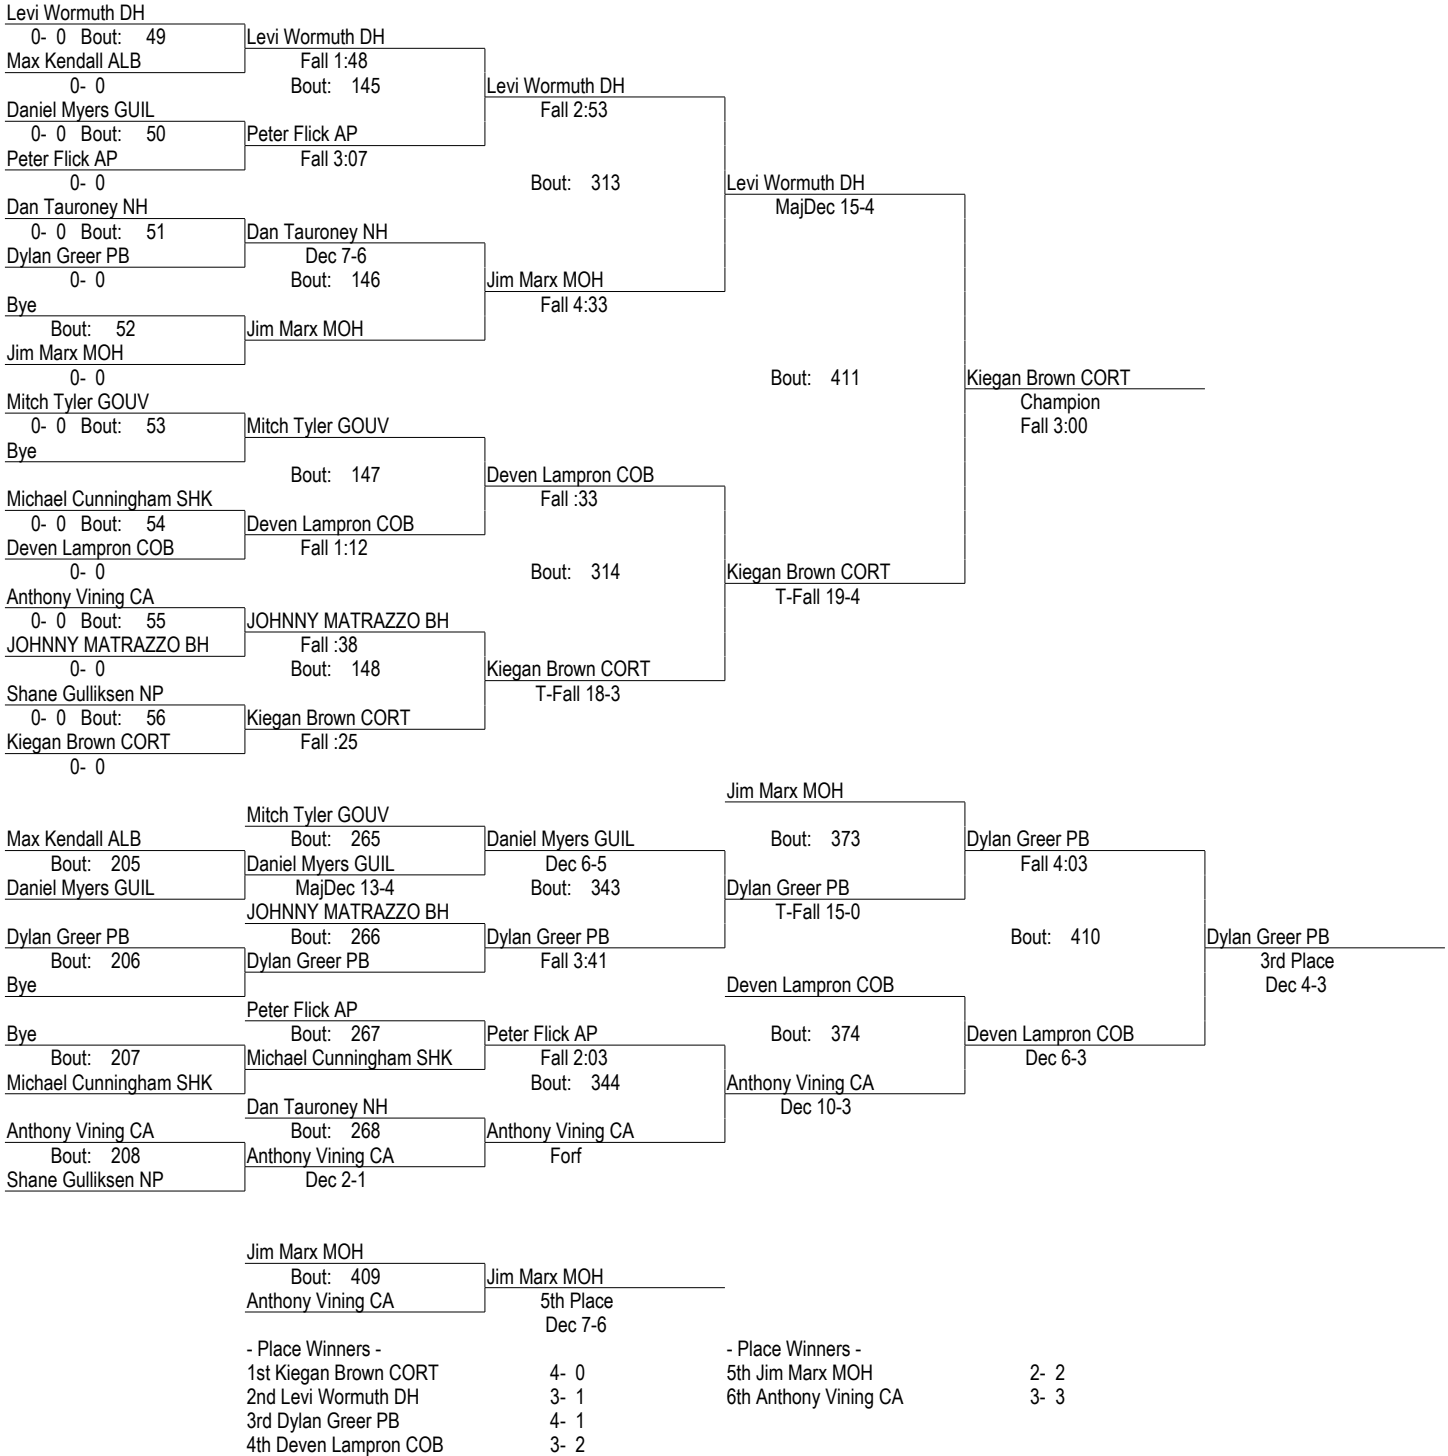 Levi Wormuth DH
0- 0 Bout: 49 Levi Wormuth DH
Max Kendall ALB Fall 1:48
0- 0 Bout: 145 Levi Wormuth DH
Daniel Myers GUIL Fall 2:53
0- 0 Bout: 50 Peter Flick AP
Peter Flick AP Fall 3:07
0- 0 Bout: 313 Levi Wormuth DH
Dan Tauroney NH MajDec 15-4
0- 0 Bout: 51 Dan Tauroney NH
Dylan Greer PB Dec 7-6
0- 0 Bout: 146 Jim Marx MOH
Bye Fall 4:33
Bout: 52 Jim Marx MOH
Jim Marx MOH
0- 0 Bout: 411 Kiegan Brown CORT
Mitch Tyler GOUV Champion
0- 0 Bout: 53 Mitch Tyler GOUV Fall 3:00
Bye
Bout: 147 Deven Lampron COB
Michael Cunningham SHK Fall :33
0- 0 Bout: 54 Deven Lampron COB
Deven Lampron COB Fall 1:12
0- 0 Bout: 314 Kiegan Brown CORT
Anthony Vining CA T-Fall 19-4
0- 0 Bout: 55 JOHNNY MATRAZZO BH
JOHNNY MATRAZZO BH Fall :38
0- 0 Bout: 148 Kiegan Brown CORT
Shane Gulliksen NP T-Fall 18-3
0- 0 Bout: 56 Kiegan Brown CORT
Kiegan Brown CORT Fall :25
0- 0
Jim Marx MOH
Mitch Tyler GOUV
Max Kendall ALB Bout: 265 Daniel Myers GUIL Bout: 373 Dylan Greer PB
Bout: 205 Daniel Myers GUIL Dec 6-5 Fall 4:03
Daniel Myers GUIL MajDec 13-4 Bout: 343 Dylan Greer PB
JOHNNY MATRAZZO BH T-Fall 15-0
Dylan Greer PB Bout: 266 Dylan Greer PB Bout: 410 Dylan Greer PB
Bout: 206 Dylan Greer PB Fall 3:41 3rd Place
Bye Deven Lampron COB Dec 4-3
Peter Flick AP
Bye Bout: 267 Peter Flick AP Bout: 374 Deven Lampron COB
Bout: 207 Michael Cunningham SHK Fall 2:03 Dec 6-3
Michael Cunningham SHK Bout: 344 Anthony Vining CA
Dan Tauroney NH Dec 10-3
Anthony Vining CA Bout: 268 Anthony Vining CA
Bout: 208 Anthony Vining CA Forf
Shane Gulliksen NP Dec 2-1
Jim Marx MOH
Bout: 409 Jim Marx MOH
Anthony Vining CA 5th Place
Dec 7-6
- Place Winners - - Place Winners -
1st Kiegan Brown CORT 4- 0 5th Jim Marx MOH 2- 2
2nd Levi Wormuth DH 3- 1 6th Anthony Vining CA 3- 3
3rd Dylan Greer PB 4- 1
4th Deven Lampron COB 3- 2